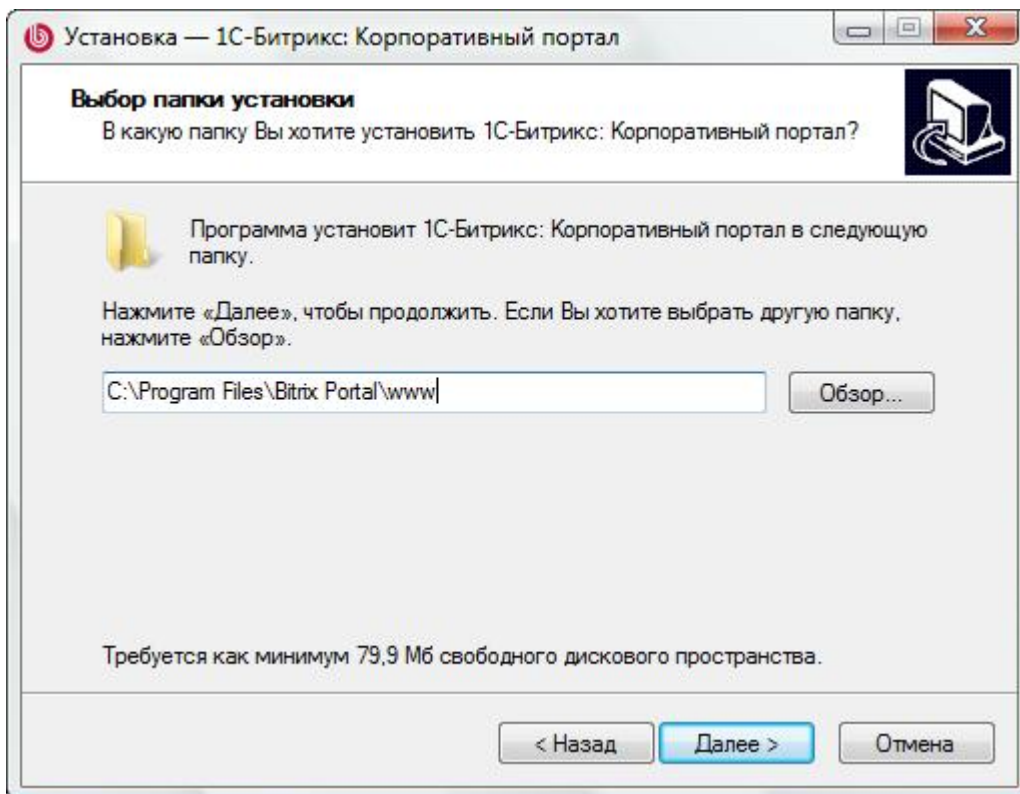 Установка — 1С-Битрикс: Корпоративный портал
Выбор папки установки
В какую папку Вы хотите установить 1С-Битрикс: Корпоративный портал?
Программа установит 1С-Битрикс: Корпоративный портал в следующую
папку.
Нажмите «Далее», чтобы продолжить. Если Вы хотите выбрать другую папку,
нажмите «Обзор».
C:\Program Files\Bitrix Portal\www
Обзор...
Требуется как минимум 79,9 Мб свободного дискового пространства.
< Назад
Далее >
Отмена